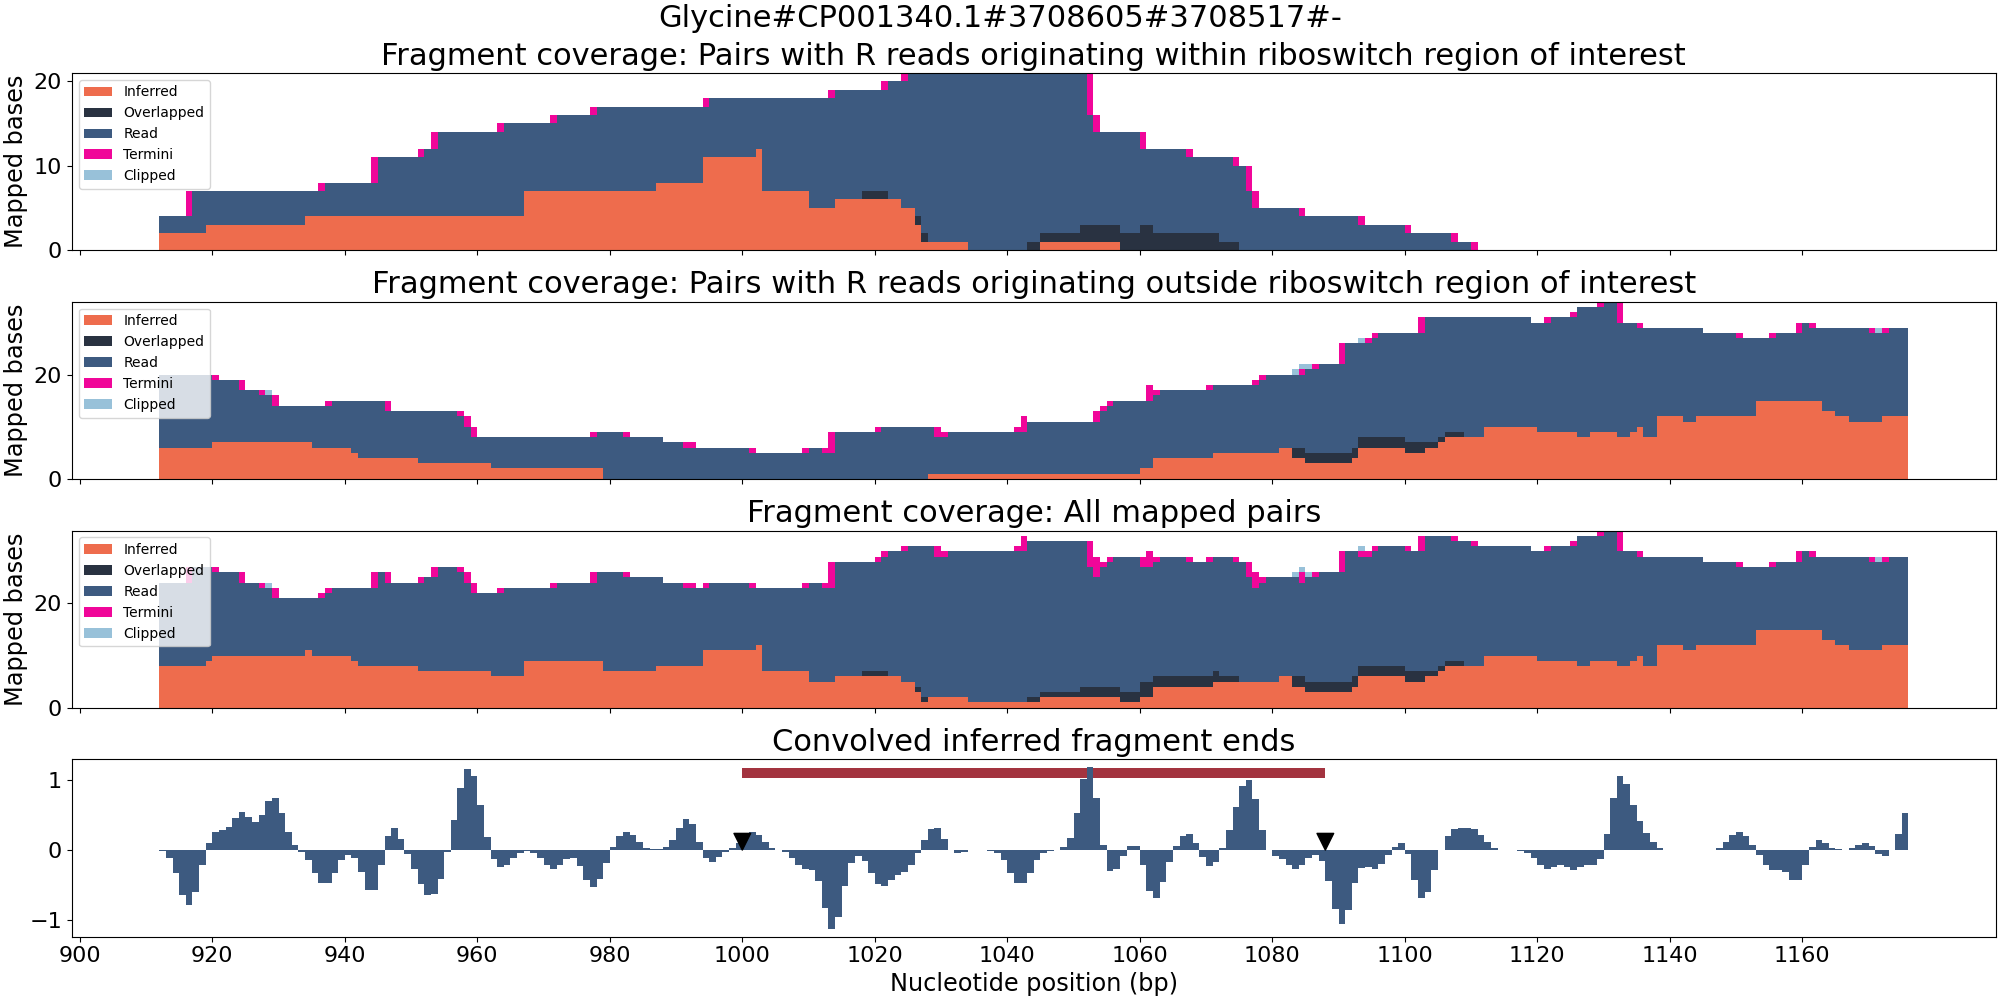 Glycine#CP001340.1#3708605#3708517#-
Fragment coverage: Pairs with R reads originating within riboswitch region of interest
Mapped bases
20
10
0
Inferred
Overlapped
Read
Termini
Clipped
Fragment coverage: Pairs with R reads originating outside riboswitch region of interest
Mapped bases
20
0
Inferred
Overlapped
Read
Termini
Clipped
Fragment coverage: All mapped pairs
Mapped bases
20
0
Inferred
Overlapped
Read
Termini
Clipped
Convolved inferred fragment ends
1
0
−1
900 920 940 960 980 1000 1020 1040 1060 1080 1100 1120 1140 1160
Nucleotide position (bp)